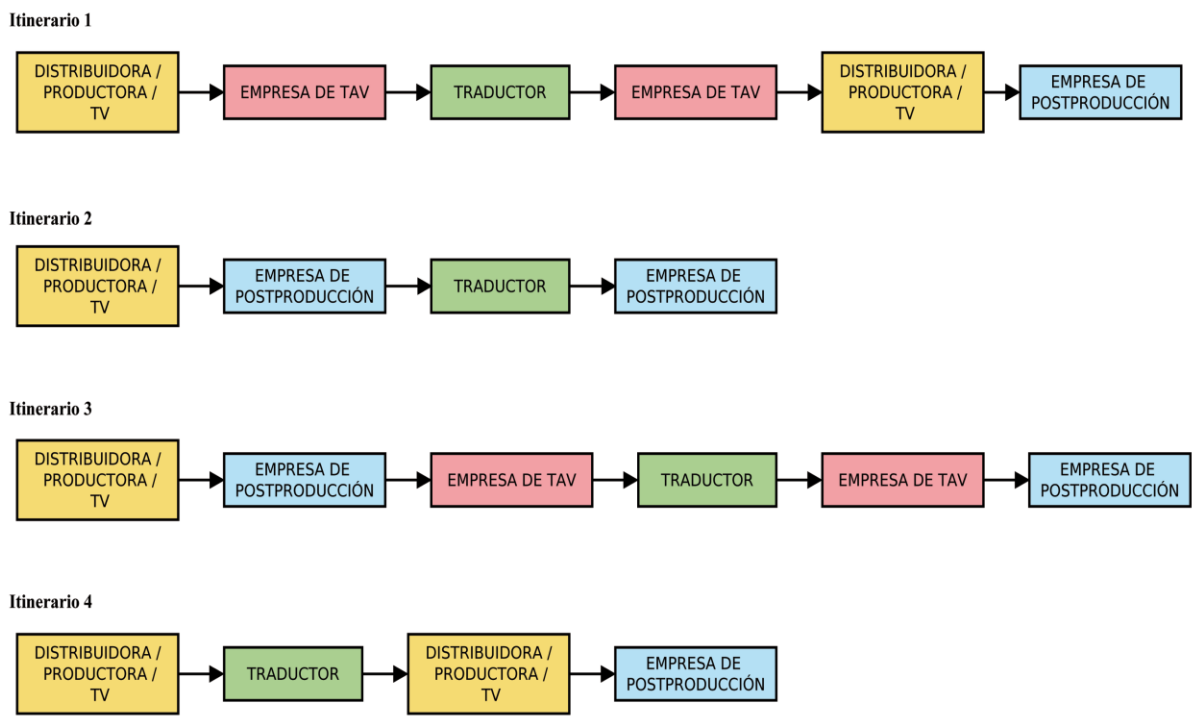 Itinerario 1
DISTRIBUIDORA /
PRODUCTORA /
TV
EMPRESA DE TAV
TRADUCTOR
EMPRESA DE TAV
DISTRIBUIDORA /
PRODUCTORA /
TV
EMPRESA DE
POSTPRODUCCIÓN
Itinerario 2
DISTRIBUIDORA /
PRODUCTORA /
TV
EMPRESA DE
POSTPRODUCCIÓN
TRADUCTOR
EMPRESA DE
POSTPRODUCCIÓN
Itinerario 3
DISTRIBUIDORA /
PRODUCTORA /
TV
EMPRESA DE
POSTPRODUCCIÓN
EMPRESA DE TAV
TRADUCTOR
EMPRESA DE TAV
EMPRESA DE
POSTPRODUCCIÓN
Itinerario 4
DISTRIBUIDORA /
PRODUCTORA /
TV
TRADUCTOR
DISTRIBUIDORA /
PRODUCTORA /
TV
EMPRESA DE
POSTPRODUCCIÓN